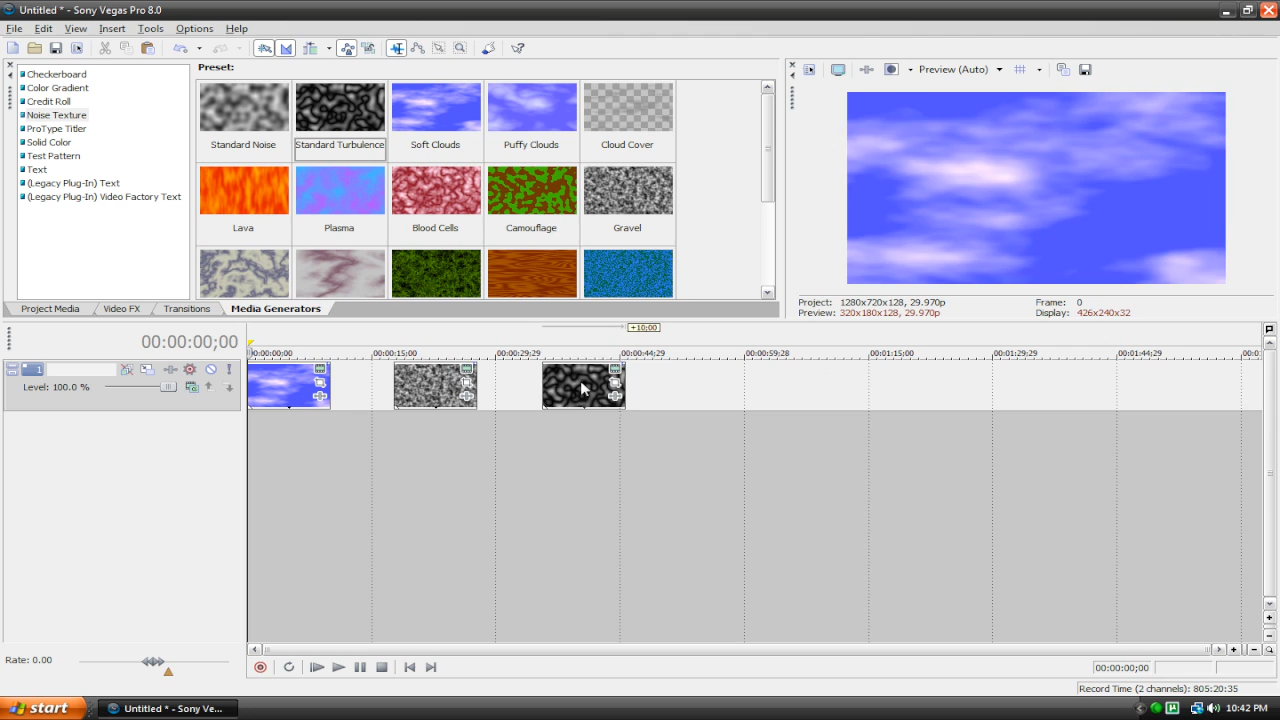 Untitled * - Sony Vegas Pro 8.0
File Edit View Insert Tools Options Help
Checkerboard
Color Gradient
Credit Roll
Noise Texture
ProType Titler
Solid Color
Test Pattern
Text
(Legacy Plug-In) Text
(Legacy Plug-In) Video Factory Text
Preset:
Standard Noise Standard Turbulence Soft Clouds Puffy Clouds Cloud Cover
Lava Plasma Blood Cells Camouflage Gravel
Project Media Video FX Transitions Media Generators
Preview (Auto)
Project: 1280x720x128, 29.970p Frame: 0
Preview: 320x180x128, 29.970p Display: 426x240x32
+10;00
00:00:00;00
00:00:00;00 00:00:15;00 00:00:29;29 00:00:44;29 00:00:59;28 00:01:15;00 00:01:29;29 00:01:44;29
1
Level: 100.0 %
Rate: 0.00
00:00:00;00
Record Time (2 channels): 805:20:35
start Untitled * - Sony Ve... 10:42 PM